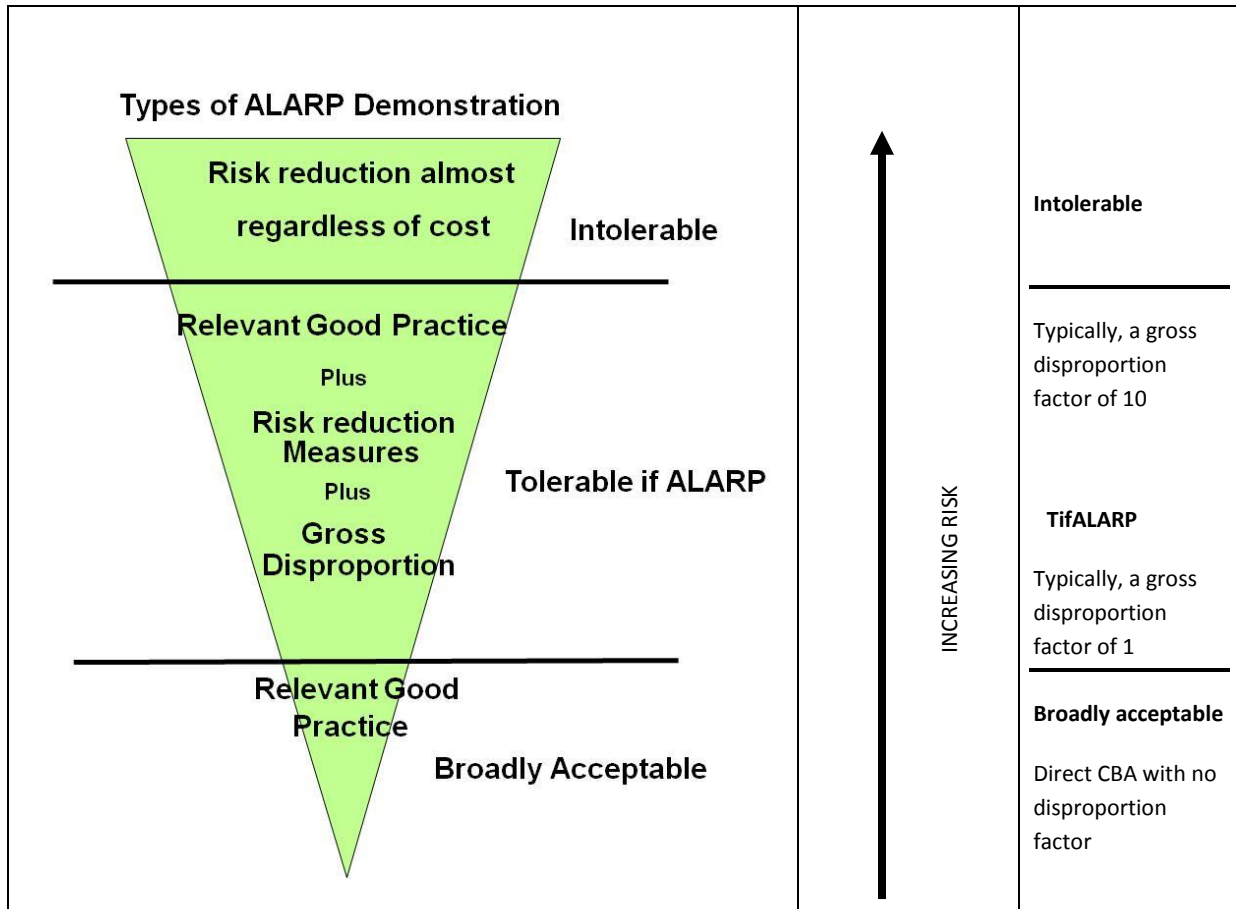 Types of ALARP Demonstration
Risk reduction almost
regardless of cost
Intolerable
Relevant Good Practice
Plus
Risk reduction
Measures
Plus
Gross
Disproportion
Tolerable if ALARP
Relevant Good
Practice
Broadly Acceptable
INCREASING RISK
Intolerable
Typically, a gross
disproportion
factor of 10
TifALARP
Typically, a gross
disproportion
factor of 1
Broadly acceptable
Direct CBA with no
disproportion
factor